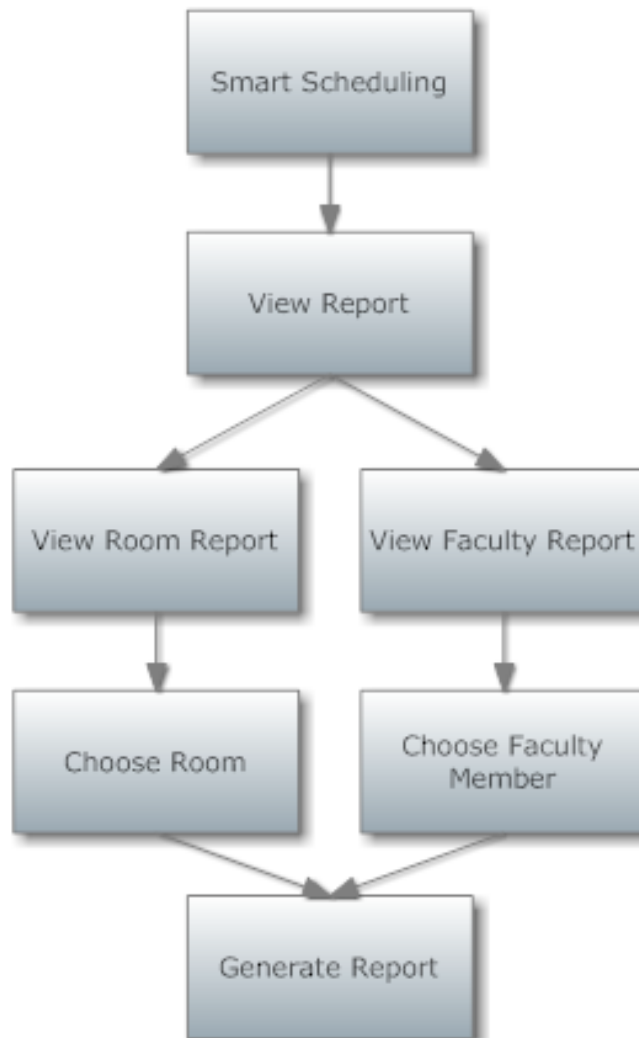 Smart Scheduling
View Report
View Room Report
View Faculty Report
Choose Room
Choose Faculty
Member
Generate Report